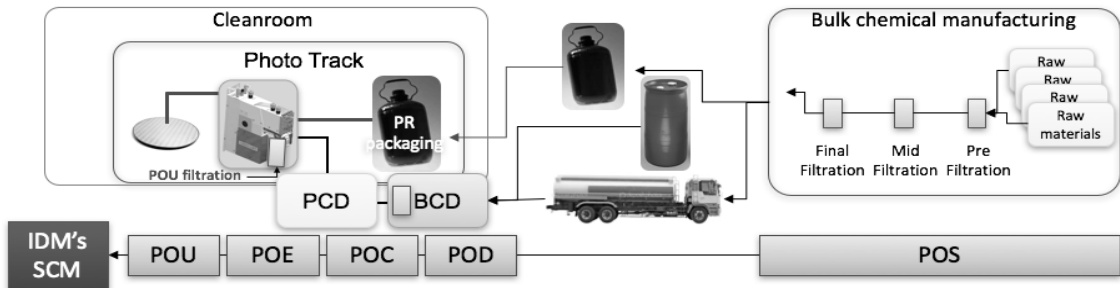 Cleanroom
Photo Track
PR
packaging
POU filtration
PCD
BCD
Bulk chemical manufacturing
Raw
Raw
Raw
Raw
materials
Final
Filtration
Mid
Filtration
Pre
Filtration
IDM's
SCM
POU
POE
POC
POD
POS